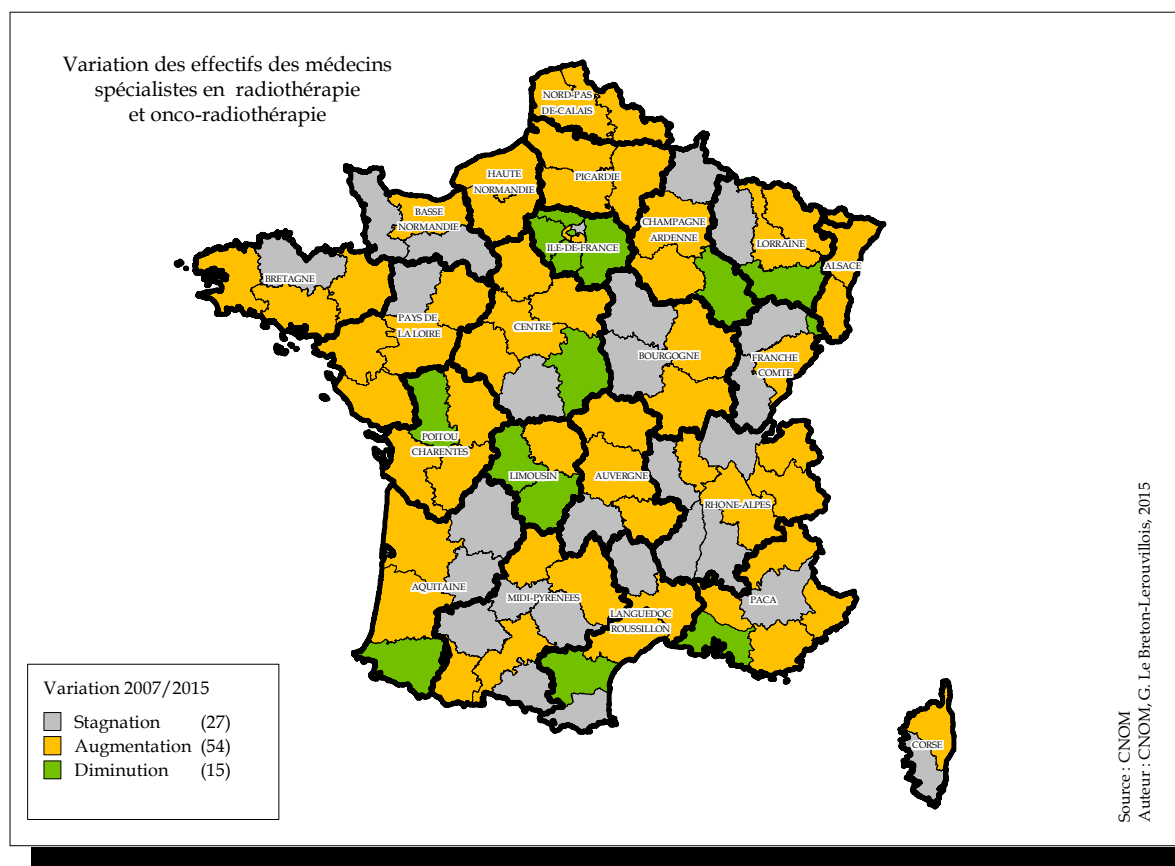 Variation des effectifs des médecins
spécialistes en radiothérapie
et onco-radiothérapie
NORD-PAS
DE-CALAIS
HAUTE
NORMANDIE
PICARDIE
BASSE
NORMANDIE
CHAMPAGNE
ARDENNE
ILE-DE-FRANCE
LORRAINE
ALSACE
BRETAGNE
PAYS DE
LA LOIRE
CENTRE
BOURGOGNE
FRANCHE
COMTE
POITOU
CHARENTES
LIMOUSIN
AUVERGNE
RHONE-ALPES
AQUITAINE
MIDI-PYRENEES
LANGUEDOC
ROUSSILLON
PACA
CORSE
Variation 2007/2015
Stagnation (27)
Augmentation (54)
Diminution (15)
Source : CNOM
Auteur : CNOM, G. Le Breton-Lerouvillois, 2015